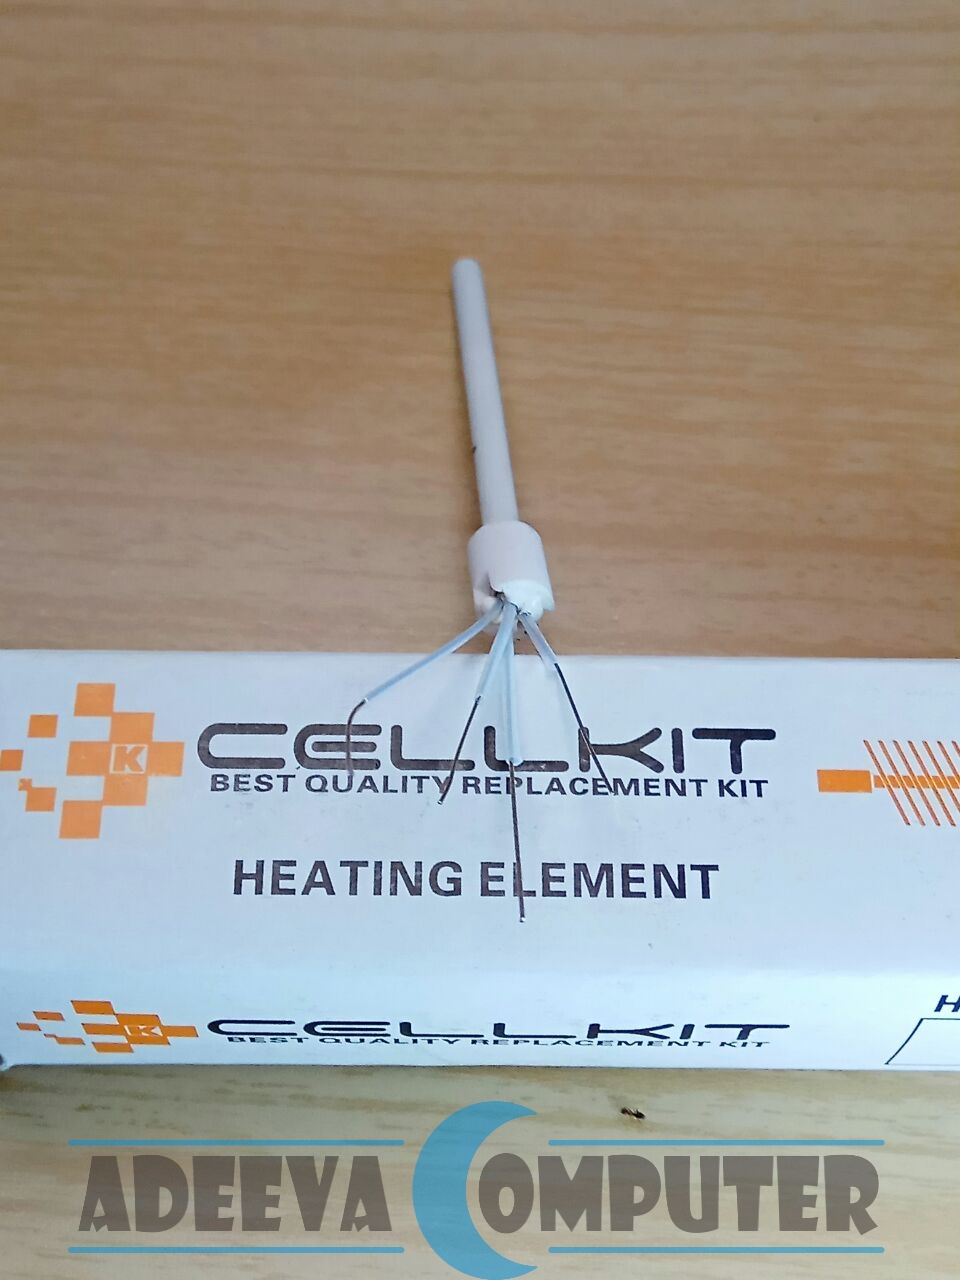 K
CELLKIT
BEST QUALITY REPLACEMENT KIT
HEATING ELEMENT
K
CELLKIT
BEST QUALITY REPLACEMENT KIT
H
ADEEVA COMPUTER